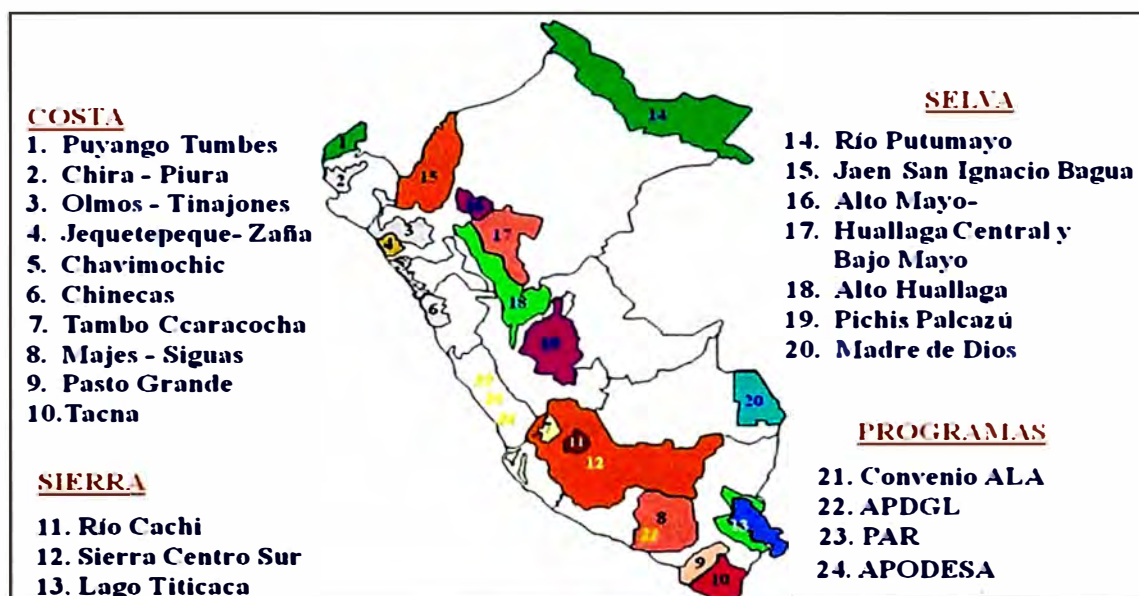 COSTA
1. Puyango Tumbes
2. Chira - Piura
3. Olmos - Tinajones
4. Jequetepeque- Zaña
5. Chavimochic
6. Chinecas
7. Tambo Ccaracocha
8. Majes - Siguas
9. Pasto Grande
10. Tacna
SIERRA
11. Río Cachi
12. Sierra Centro Sur
13. Lago Titicaca
1
2
3
4
6
7
8
9
10
11
12
14
15
17
18
20
SELVA
14. Río Putumayo
15. Jaen San Ignacio Bagua
16. Alto Mayo-
17. Huallaga Central y
Bajo Mayo
18. Alto Huallaga
19. Pichis Palcazú
20. Madre de Dios
PROGRAMAS
21. Convenio ALA
22. APDGL
23. PAR
24. APODESA